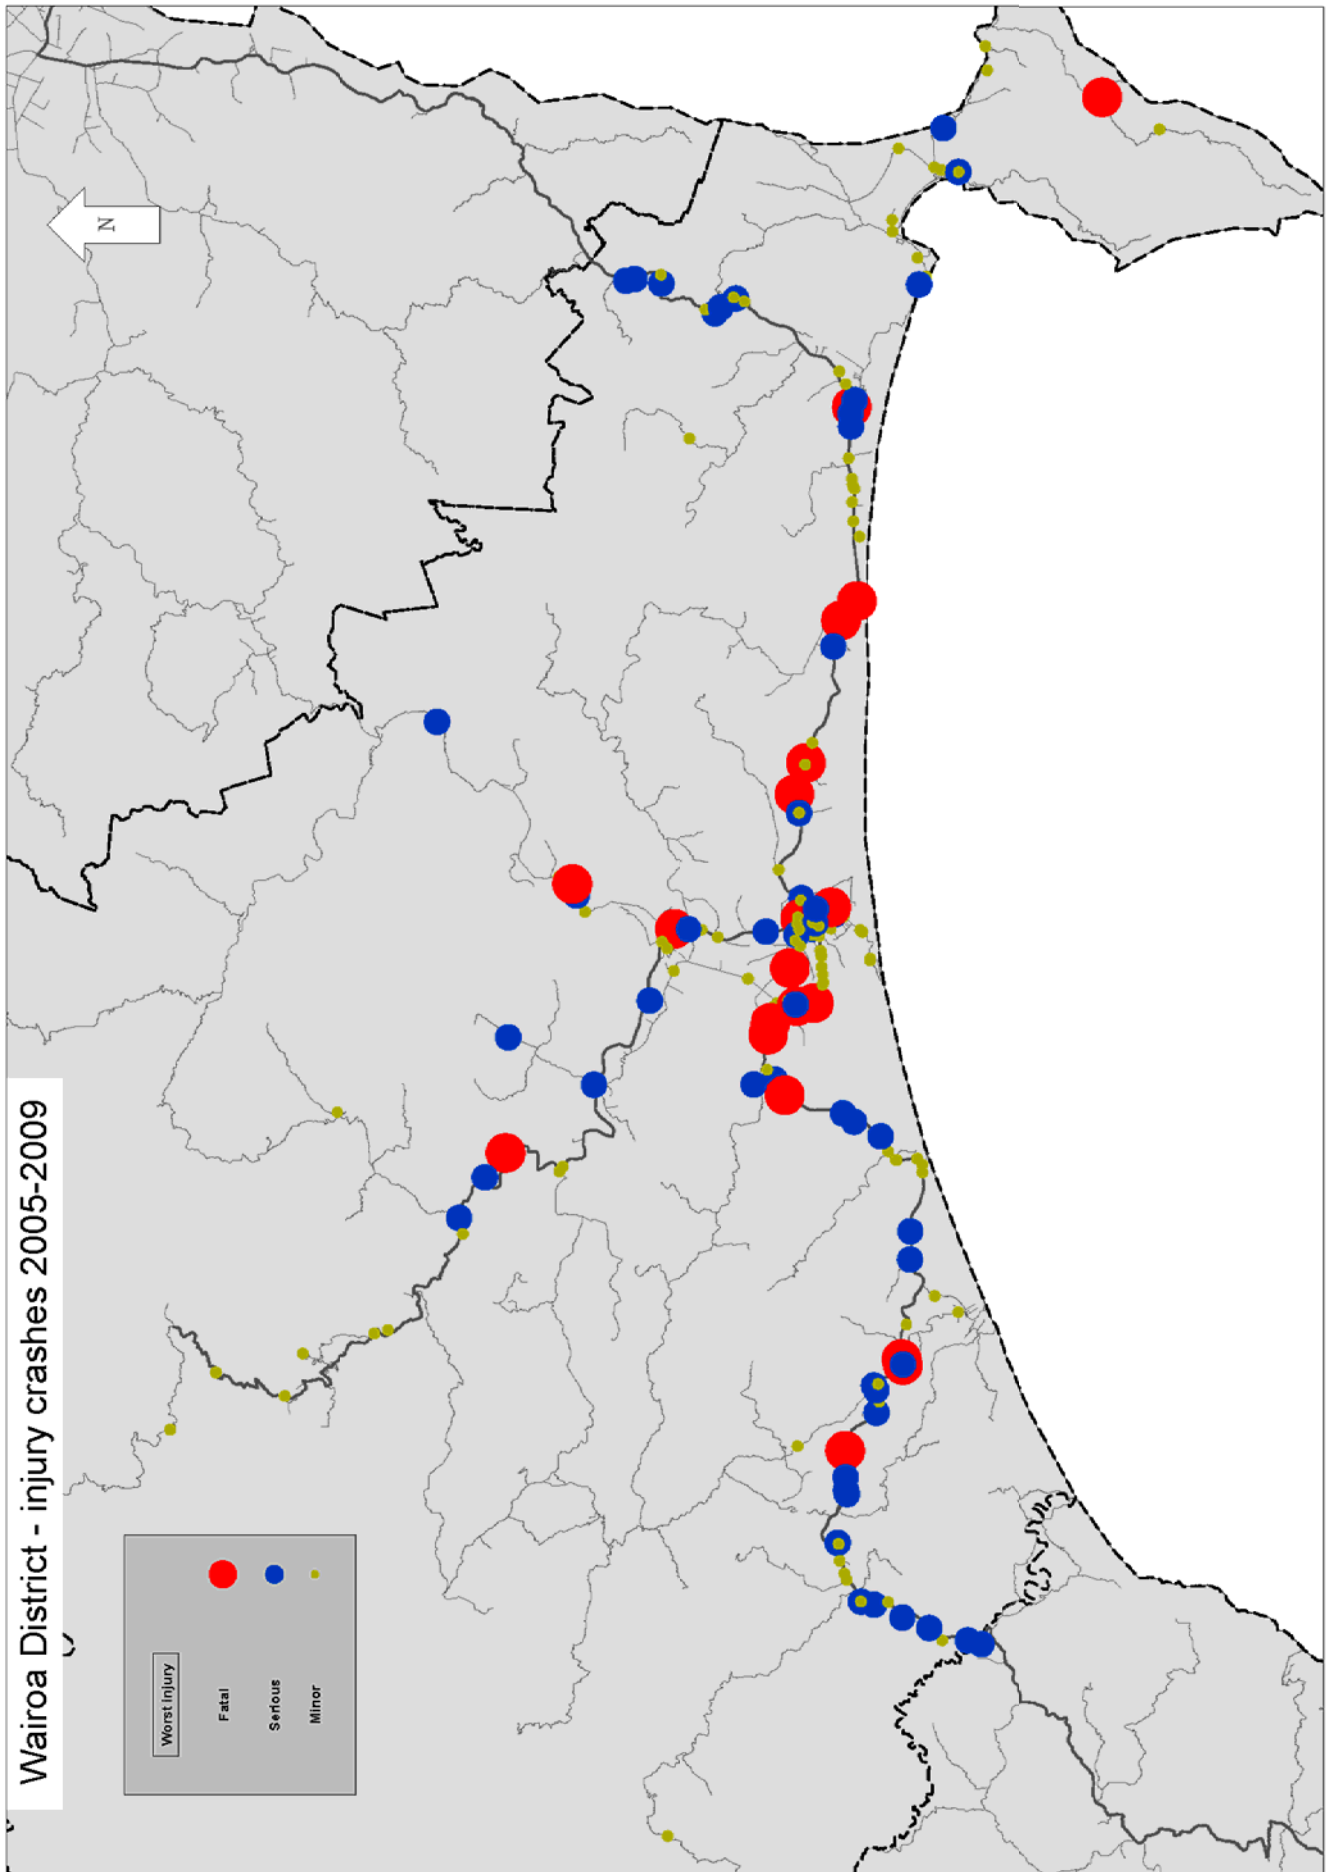 Wairoa District - injury crashes 2005-2009
N
Worst Injury
Fatal
Serious
Minor